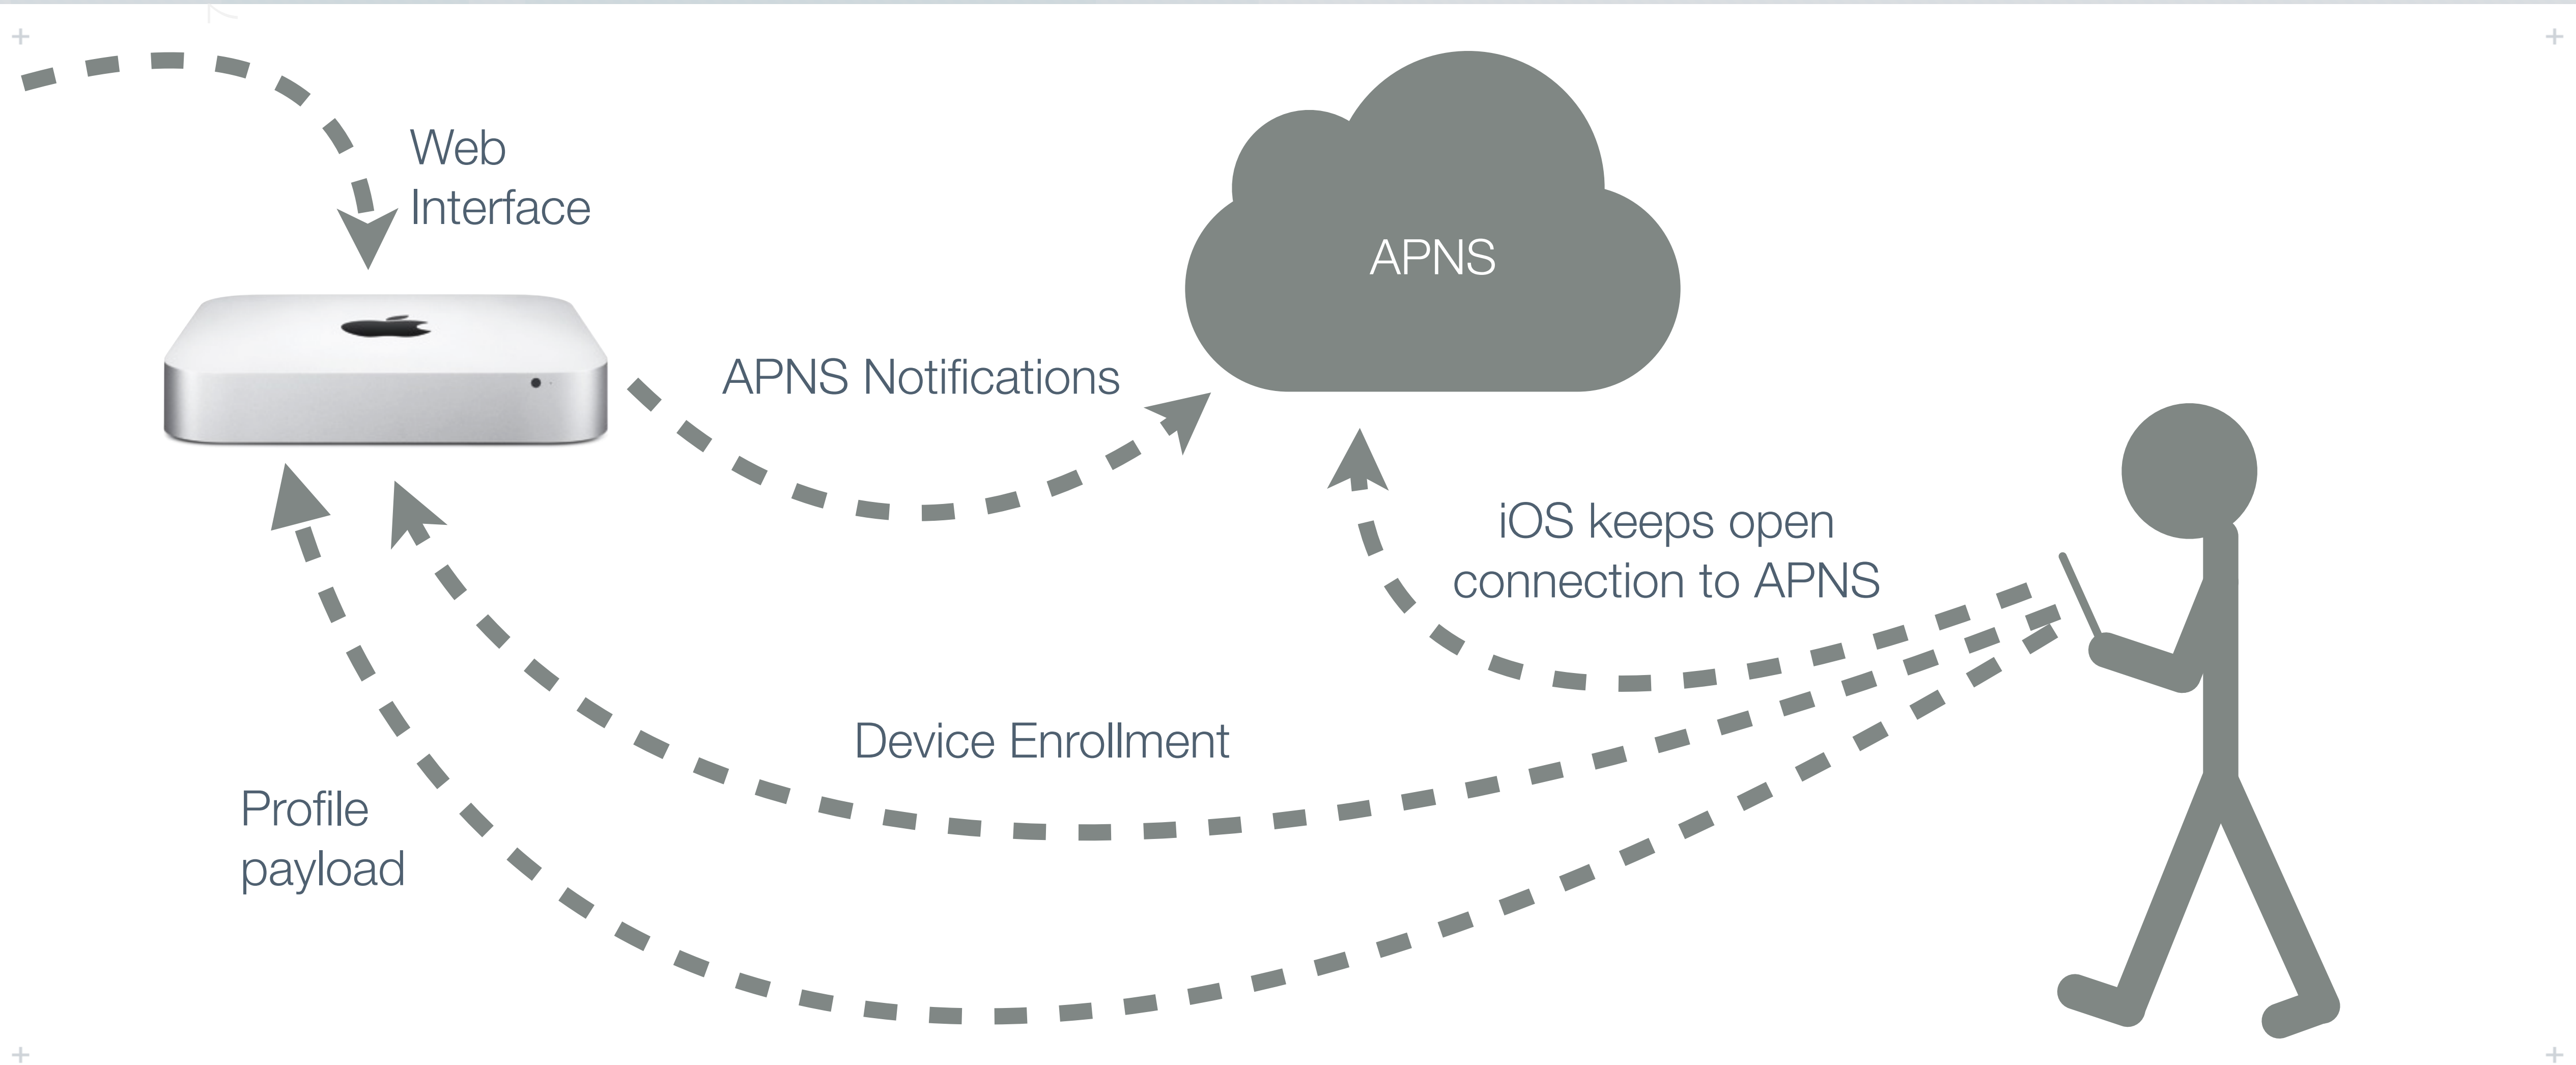 Web
Interface
APNS
APNS Notifications
iOS keeps open
connection to APNS
Device Enrollment
Profile
payload